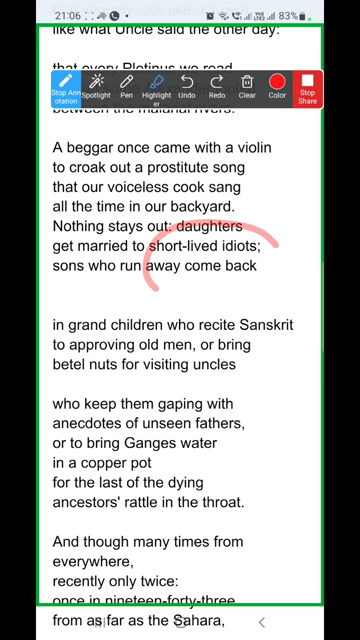 21:06
83%
like what Uncle said the other day:
that every Plotinus we read
Stop Ann
otation
Spotlight
Pen
Highlight
er
Undo
Redo
Clear
Color
Stop
Share
between the malarial rivers.
A beggar once came with a violin
to croak out a prostitute song
that our voiceless cook sang
all the time in our backyard.
Nothing stays out: daughters
get married to short-lived idiots;
sons who run away come back
in grand children who recite Sanskrit
to approving old men, or bring
betel nuts for visiting uncles
who keep them gaping with
anecdotes of unseen fathers,
or to bring Ganges water
in a copper pot
for the last of the dying
ancestors' rattle in the throat.
And though many times from
everywhere,
recently only twice:
once in nineteen-forty-three
from as far as the Sahara,